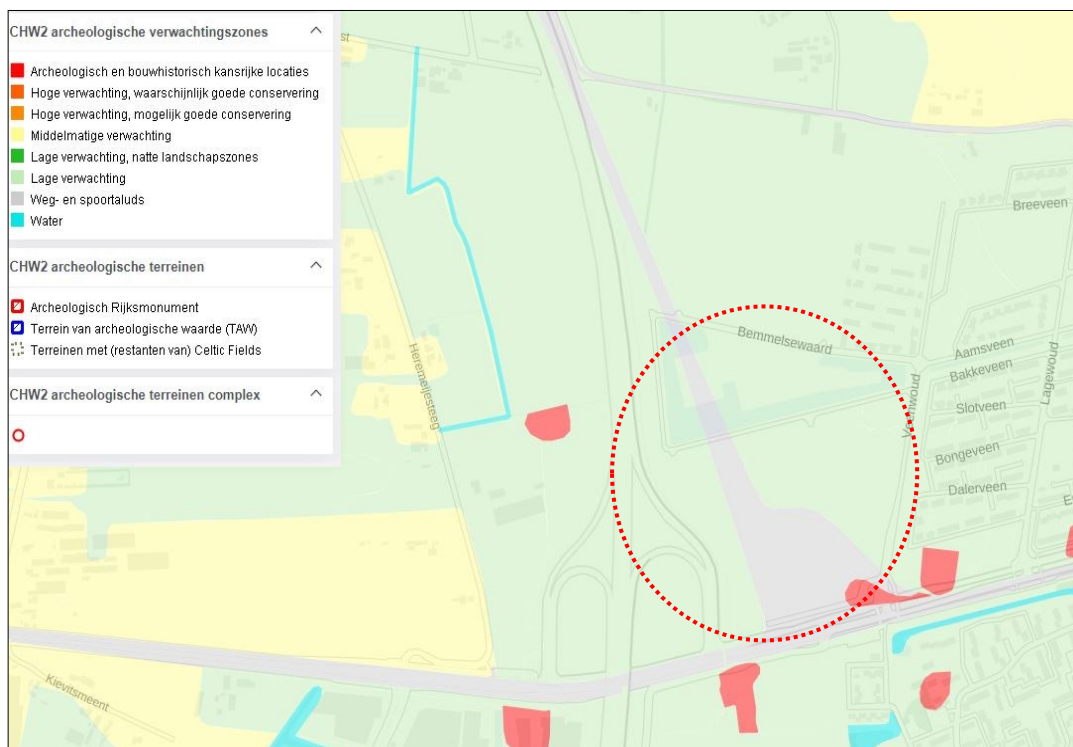 CHW2 archeologische verwachtingszones
Archeologisch en bouwhistorisch kansrijke locaties
Hoge verwachting, waarschijnlijk goede conservering
Hoge verwachting, mogelijk goede conservering
Middelmatige verwachting
Lage verwachting, natte landschapszones
Lage verwachting
Weg- en spoortaluds
Water
CHW2 archeologische terreinen
Archeologisch Rijksmonument
Terrein van archeologische waarde (TAW)
Terreinen met (restanten van) Celtic Fields
CHW2 archeologische terreinen complex
st
Breeveen
Bemmelsewaard
Aamsveen
Bakkeveen
Lagewoud
Slotveen
Heremeijesteeg
Bongeveen
Dalerveen
Kievitsmeent